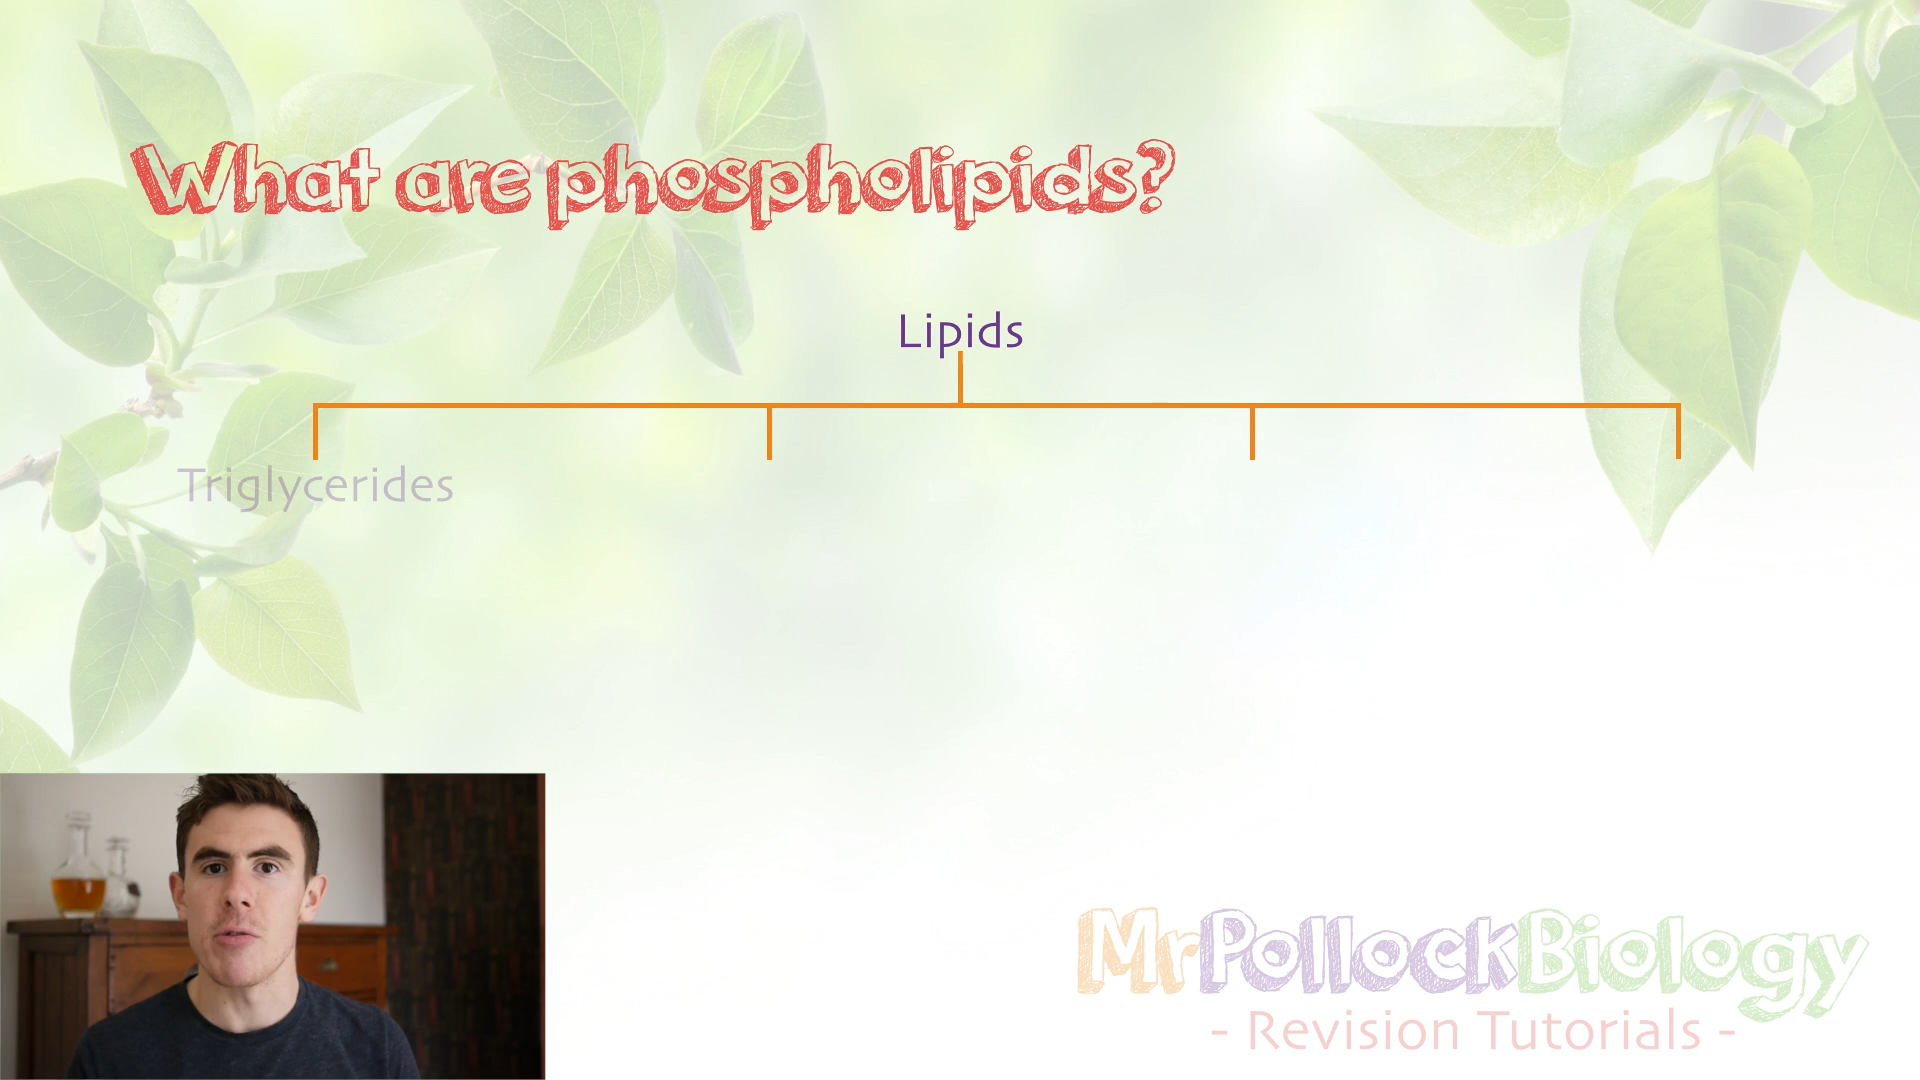 What are phospholipids?
Lipids
Triglycerides
MrPollockBiology
- Revision Tutorials -